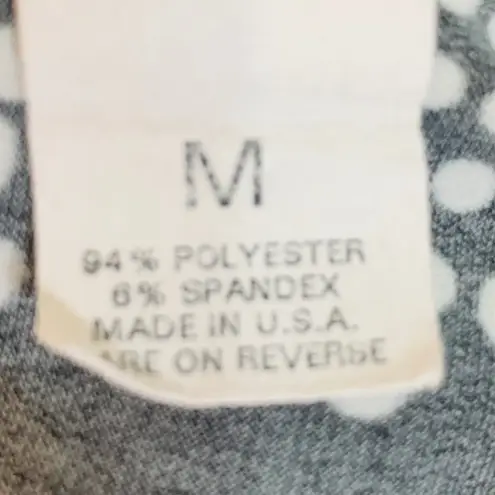 M
94% POLYESTER
6% SPANDEX
MADE IN U.S.A.
ARE ON REVERSE